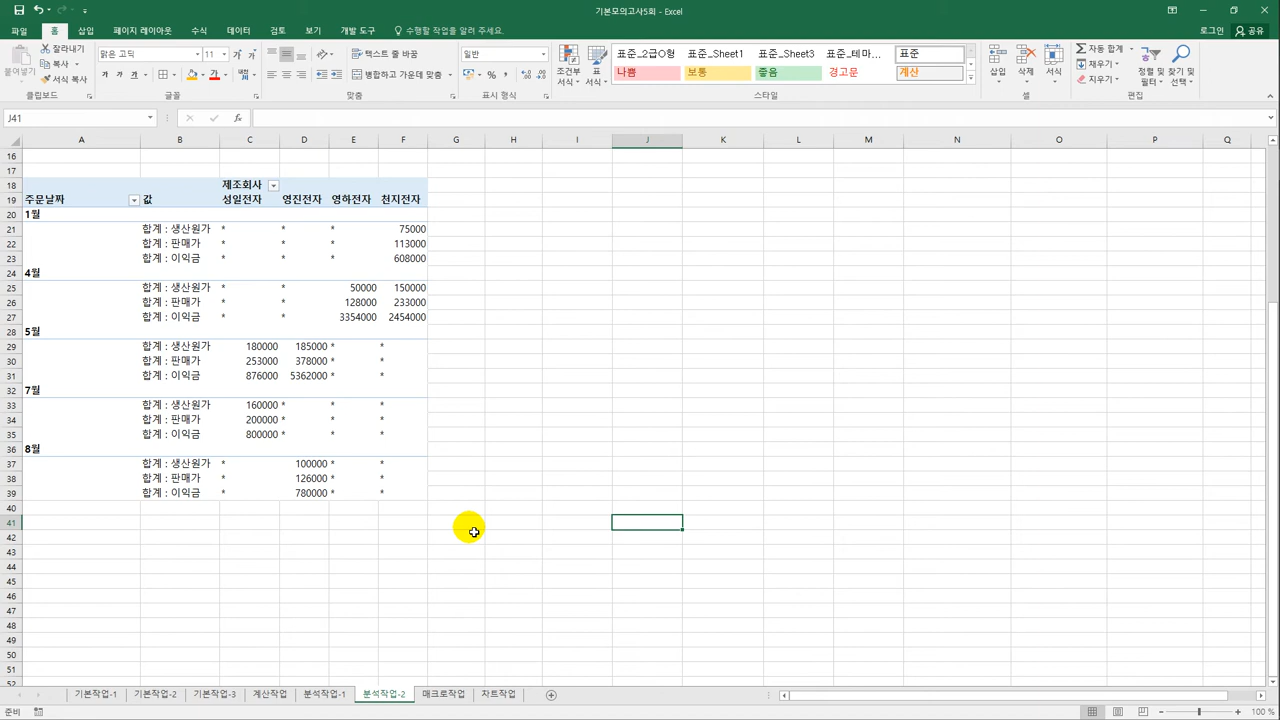 기본모의고사5회 - Excel
파일 홈 삽입 페이지 레이아웃 수식 데이터 검토 보기 개발 도구 수행할 작업을 알려 주세요. 로그인 공유
붙여넣기 잘라내기 복사 서식 복사 클립보드
맑은 고딕 11 가 가 가 글꼴
텍스트 줄 바꿈 병합하고 가운데 맞춤 맞춤
일반 % , 표시 형식
조건부 서식 표 서식
표준_2급O형 표준_Sheet1 표준_Sheet3 표준_테마... 표준
나쁨 보통 좋음 경고문 계산
스타일
삽입 삭제 서식 셀
자동 합계 채우기 지우기 정렬 및 필터 찾기 및 선택 편집
J41 fx
A B C D E F G H I J K L M N O P Q
16
17
18 제조회사
19 주문날짜 값 성일전자 영진전자 영하전자 천지전자
20 1월
21 합계 : 생산원가 * * * 75000
22 합계 : 판매가 * * * 113000
23 합계 : 이익금 * * * 608000
24 4월
25 합계 : 생산원가 * * 50000 150000
26 합계 : 판매가 * * 128000 233000
27 합계 : 이익금 * * 3354000 2454000
28 5월
29 합계 : 생산원가 180000 185000 * *
30 합계 : 판매가 253000 378000 * *
31 합계 : 이익금 876000 5362000 * *
32 7월
33 합계 : 생산원가 160000 * * *
34 합계 : 판매가 200000 * * *
35 합계 : 이익금 800000 * * *
36 8월
37 합계 : 생산원가 * 100000 * *
38 합계 : 판매가 * 126000 * *
39 합계 : 이익금 * 780000 * *
40
41
42
43
44
45
46
47
48
49
50
51
52
기본작업-1 기본작업-2 기본작업-3 계산작업 분석작업-1 분석작업-2 매크로작업 차트작업
준비 100 %